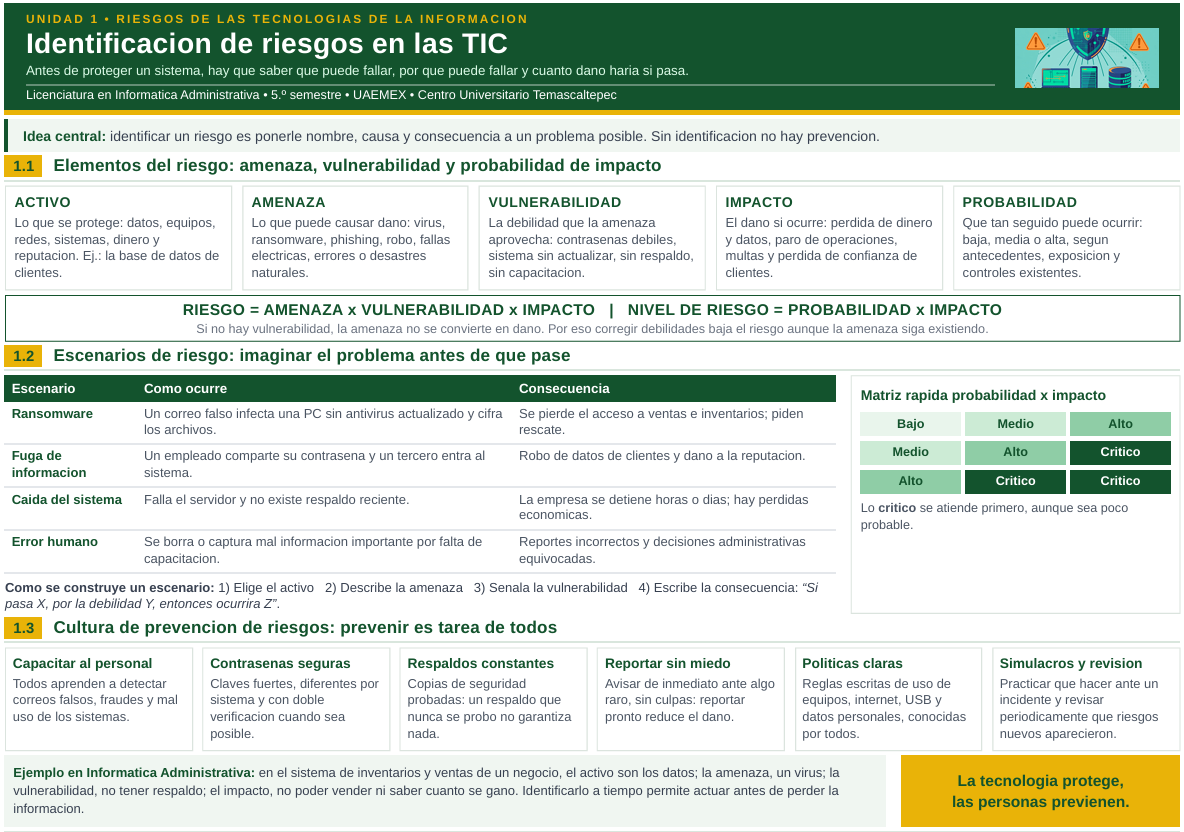 UNIDAD 1 • RIESGOS DE LAS TECNOLOGIAS DE LA INFORMACION
Identificacion de riesgos en las TIC
Antes de proteger un sistema, hay que saber que puede fallar, por que puede fallar y cuanto dano haria si pasa.
Licenciatura en Informatica Administrativa • 5.º semestre • UAEMEX • Centro Universitario Temascaltepec
Idea central: identificar un riesgo es ponerle nombre, causa y consecuencia a un problema posible. Sin identificacion no hay prevencion.
1.1 Elementos del riesgo: amenaza, vulnerabilidad y probabilidad de impacto
ACTIVO
Lo que se protege: datos, equipos,
redes, sistemas, dinero y
reputacion. Ej.: la base de datos de
clientes.
AMENAZA
Lo que puede causar dano: virus,
ransomware, phishing, robo, fallas
electricas, errores o desastres
naturales.
VULNERABILIDAD
La debilidad que la amenaza
aprovecha: contrasenas debiles,
sistema sin actualizar, sin respaldo,
sin capacitacion.
IMPACTO
El dano si ocurre: perdida de dinero
y datos, paro de operaciones,
multas y perdida de confianza de
clientes.
PROBABILIDAD
Que tan seguido puede ocurrir:
baja, media o alta, segun
antecedentes, exposicion y
controles existentes.
RIESGO = AMENAZA x VULNERABILIDAD x IMPACTO | NIVEL DE RIESGO = PROBABILIDAD x IMPACTO
Si no hay vulnerabilidad, la amenaza no se convierte en dano. Por eso corregir debilidades baja el riesgo aunque la amenaza siga existiendo.
1.2 Escenarios de riesgo: imaginar el problema antes de que pase
Escenario Como ocurre Consecuencia
Ransomware
Un correo falso infecta una PC sin antivirus actualizado y cifra
los archivos.
Se pierde el acceso a ventas e inventarios; piden
rescate.
Fuga de
informacion
Un empleado comparte su contrasena y un tercero entra al
sistema.
Robo de datos de clientes y dano a la reputacion.
Caida del sistema
Falla el servidor y no existe respaldo reciente.
La empresa se detiene horas o dias; hay perdidas
economicas.
Error humano
Se borra o captura mal informacion importante por falta de
capacitacion.
Reportes incorrectos y decisiones administrativas
equivocadas.
Como se construye un escenario: 1) Elige el activo 2) Describe la amenaza 3) Senala la vulnerabilidad 4) Escribe la consecuencia: “Si
pasa X, por la debilidad Y, entonces ocurrira Z”.
Matriz rapida probabilidad x impacto
Bajo Medio Alto
Medio Alto Critico
Alto Critico Critico
Lo critico se atiende primero, aunque sea poco
probable.
1.3 Cultura de prevencion de riesgos: prevenir es tarea de todos
Capacitar al personal
Todos aprenden a detectar
correos falsos, fraudes y mal
uso de los sistemas.
Contrasenas seguras
Claves fuertes, diferentes por
sistema y con doble
verificacion cuando sea
posible.
Respaldos constantes
Copias de seguridad
probadas: un respaldo que
nunca se probo no garantiza
nada.
Reportar sin miedo
Avisar de inmediato ante algo
raro, sin culpas: reportar
pronto reduce el dano.
Politicas claras
Reglas escritas de uso de
equipos, internet, USB y
datos personales, conocidas
por todos.
Simulacros y revision
Practicar que hacer ante un
incidente y revisar
periodicamente que riesgos
nuevos aparecieron.
Ejemplo en Informatica Administrativa: en el sistema de inventarios y ventas de un negocio, el activo son los datos; la amenaza, un virus; la
vulnerabilidad, no tener respaldo; el impacto, no poder vender ni saber cuanto se gano. Identificarlo a tiempo permite actuar antes de perder la
informacion.
La tecnologia protege,
las personas previenen.